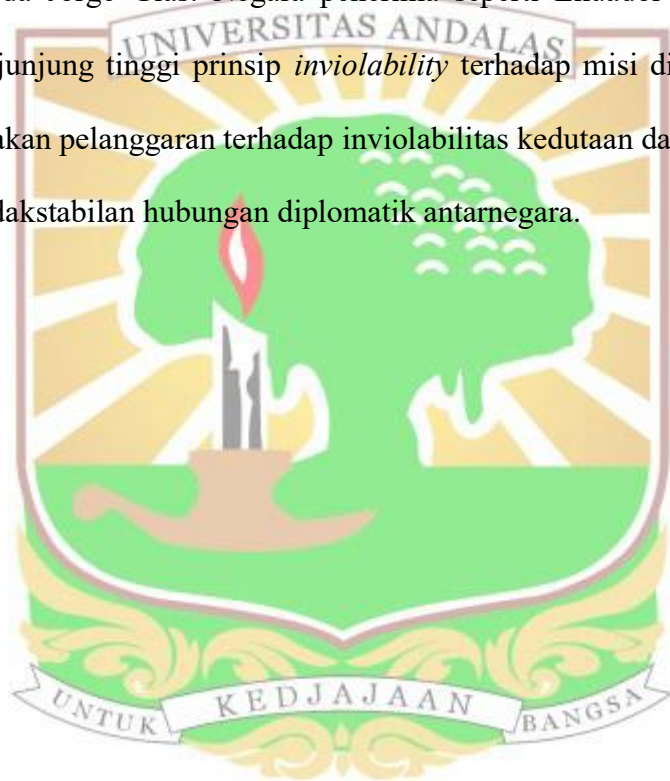 UNIVERSITAS ANDALAS
junjung tinggi prinsip inviolability terhadap misi di
akan pelanggaran terhadap inviolabilitas kedutaan da
dakstabilan hubungan diplomatik antarnegara.
UNTUK KEDJAJAAN BANGSA